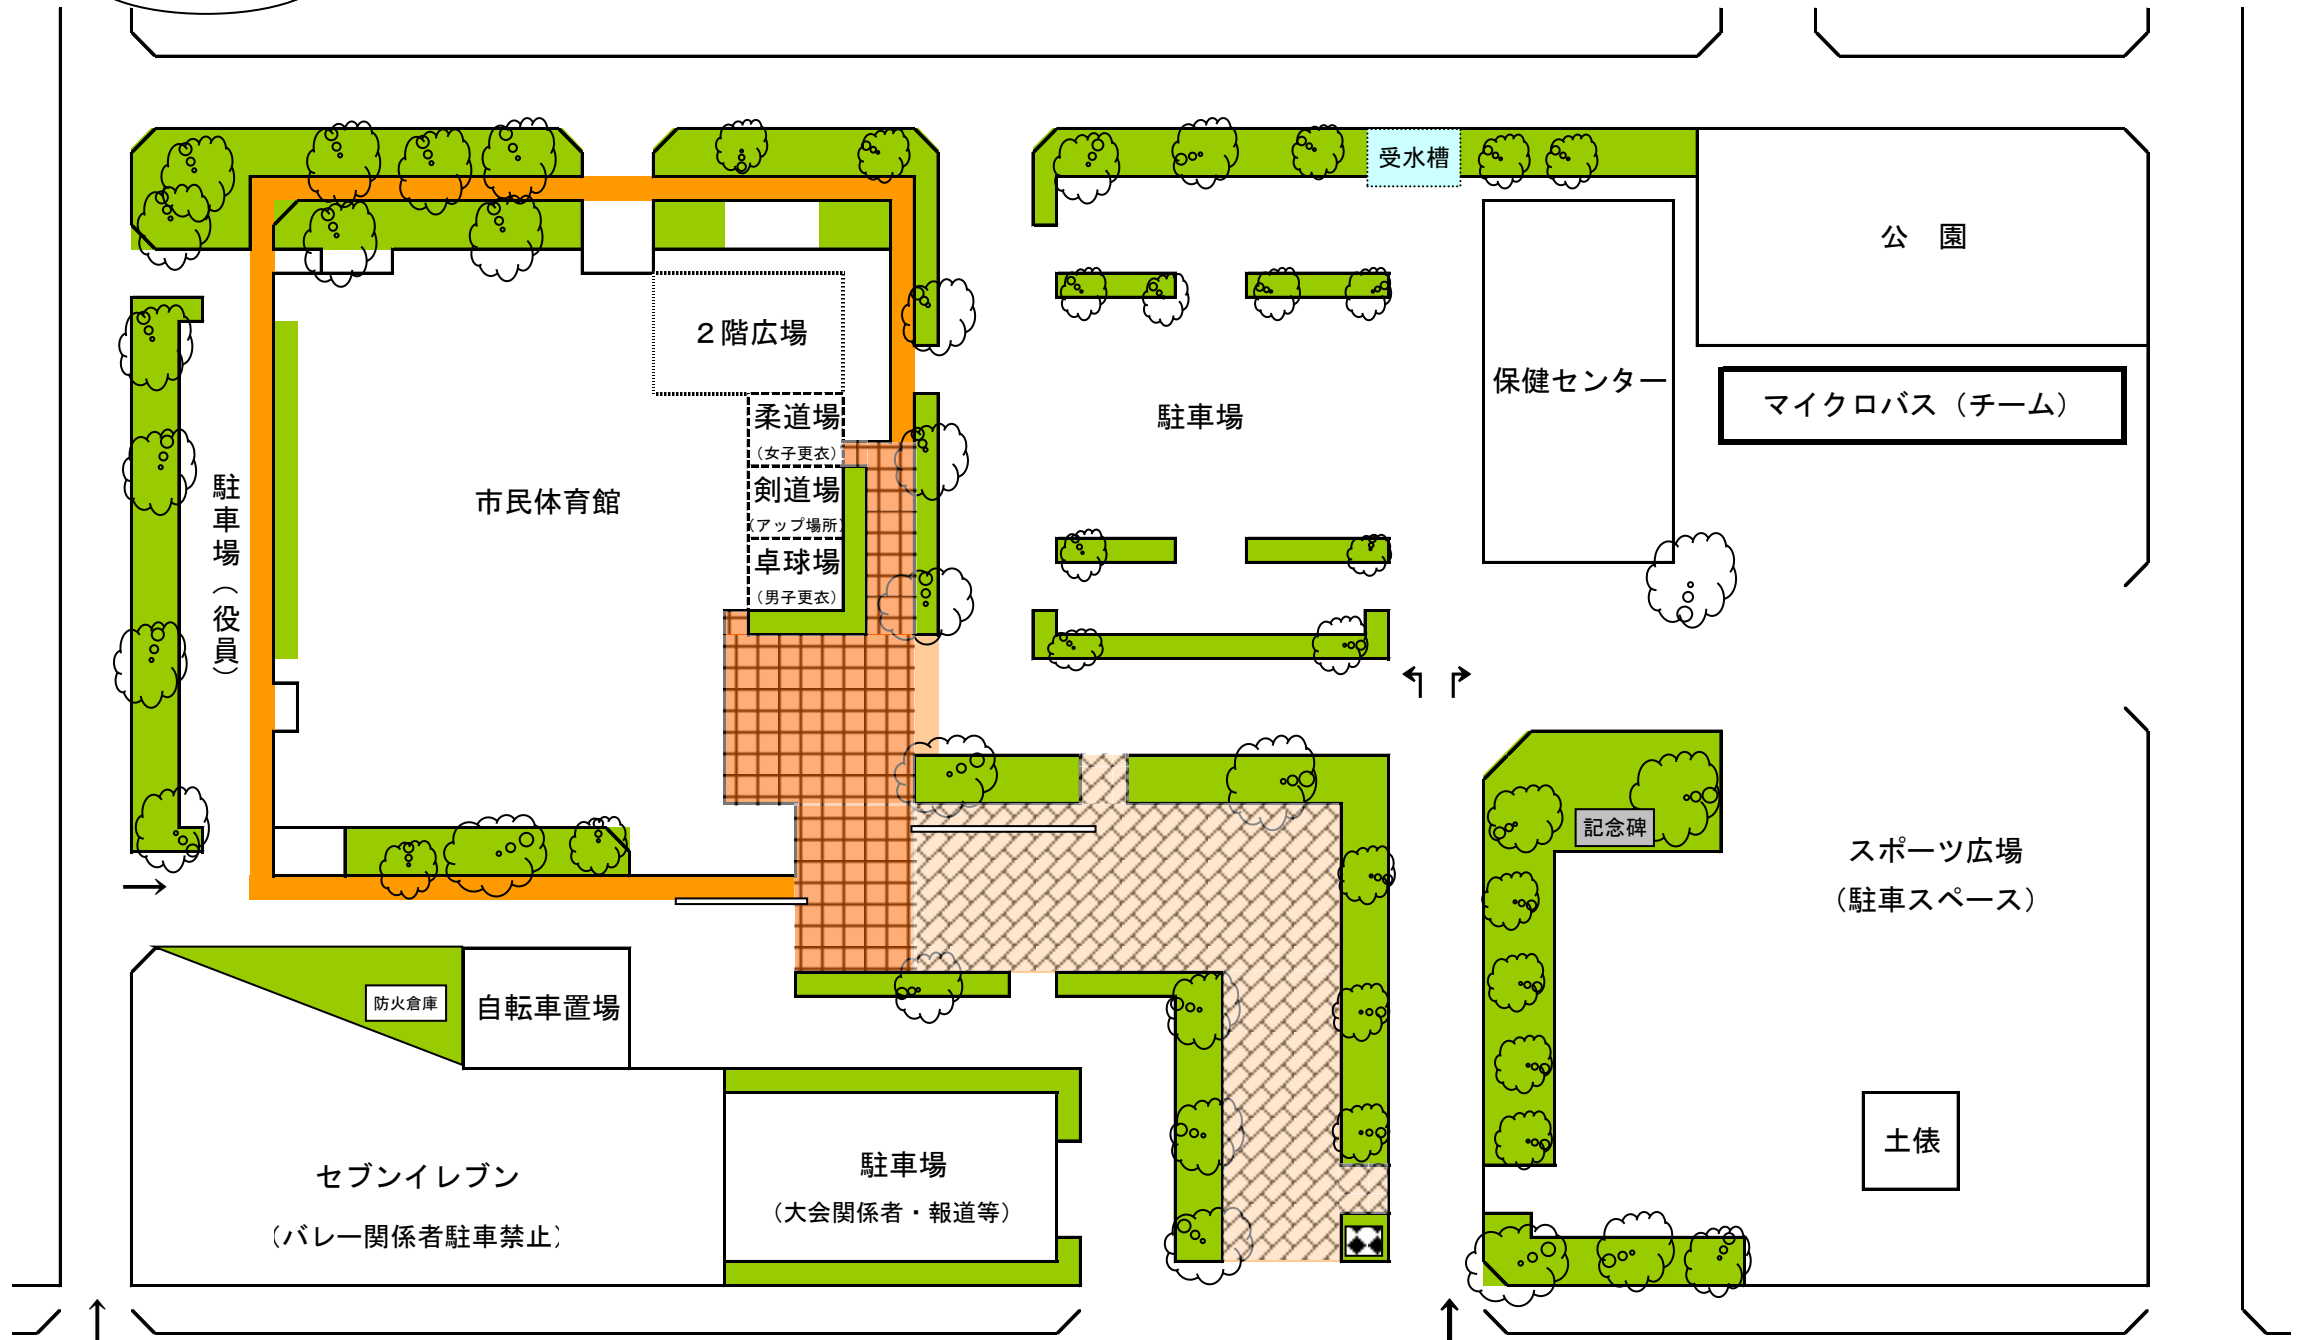 受水槽
公　園
２階広場
保健センター
マイクロバス（チーム）
柔道場
（女子更衣）
駐車場
剣道場
（アップ場所）
市民体育館
駐車場（役員）
卓球場
（男子更衣）
記念碑
スポーツ広場
（駐車スペース）
防火倉庫
自転車置場
土俵
駐車場
（大会関係者・報道等）
セブンイレブン
（バレー関係者駐車禁止）